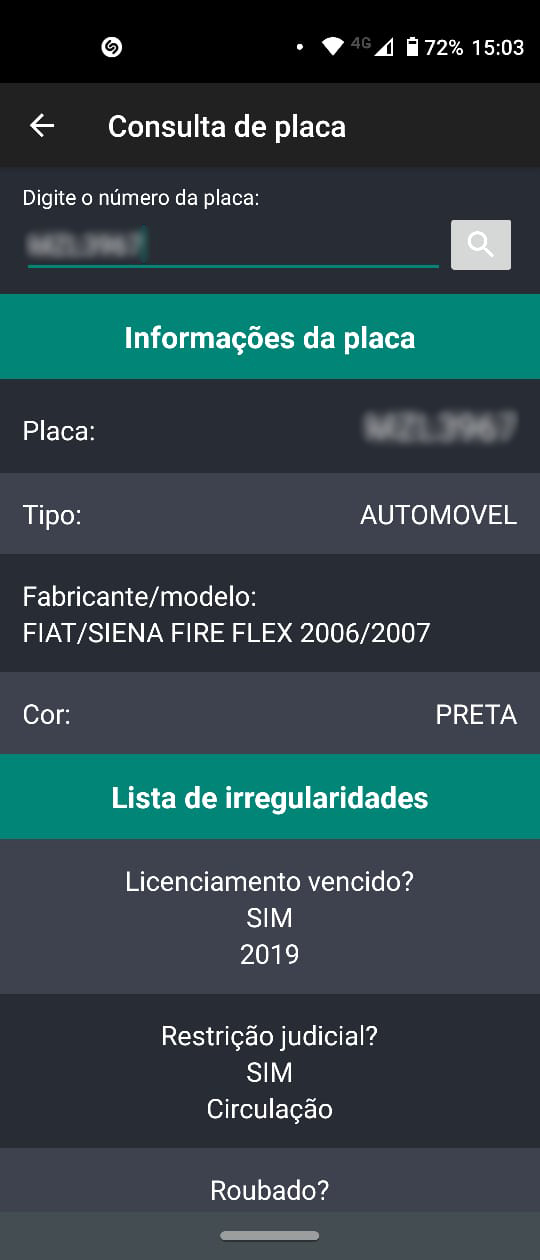 4G 72% 15:03
Consulta de placa
Digite o número da placa:
Informações da placa
Placa:
Tipo: AUTOMOVEL
Fabricante/modelo:
FIAT/SIENA FIRE FLEX 2006/2007
Cor: PRETA
Lista de irregularidades
Licenciamento vencido?
SIM
2019
Restrição judicial?
SIM
Circulação
Roubado?